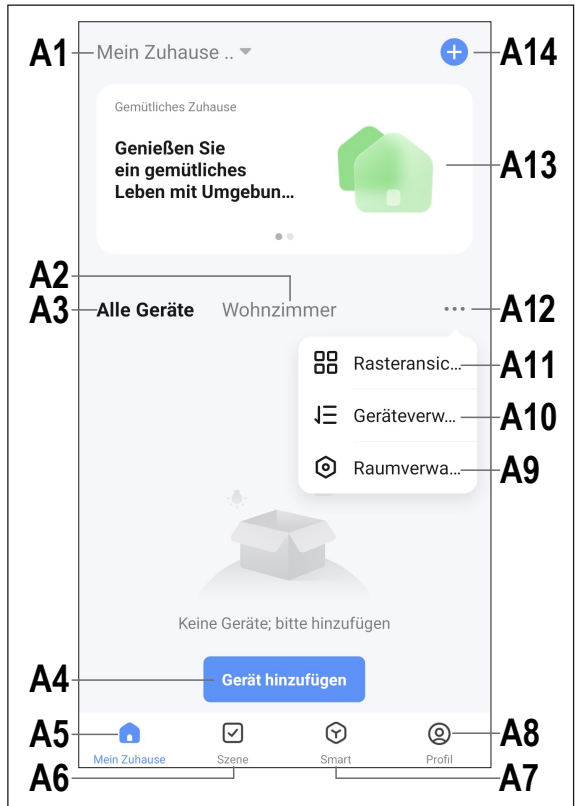 A1
Mein Zuhause ..
A14
Gemütliches Zuhause
Genießen Sie
ein gemütliches
Leben mit Umgebun...
A13
A2
A3
Alle Geräte
Wohnzimmer
A12
Rasteransic...
A11
Geräteverw...
A10
Raumverwa...
A9
Keine Geräte; bitte hinzufügen
A4
Gerät hinzufügen
A5
A8
Mein Zuhause
Szene
Smart
Profil
A6
A7